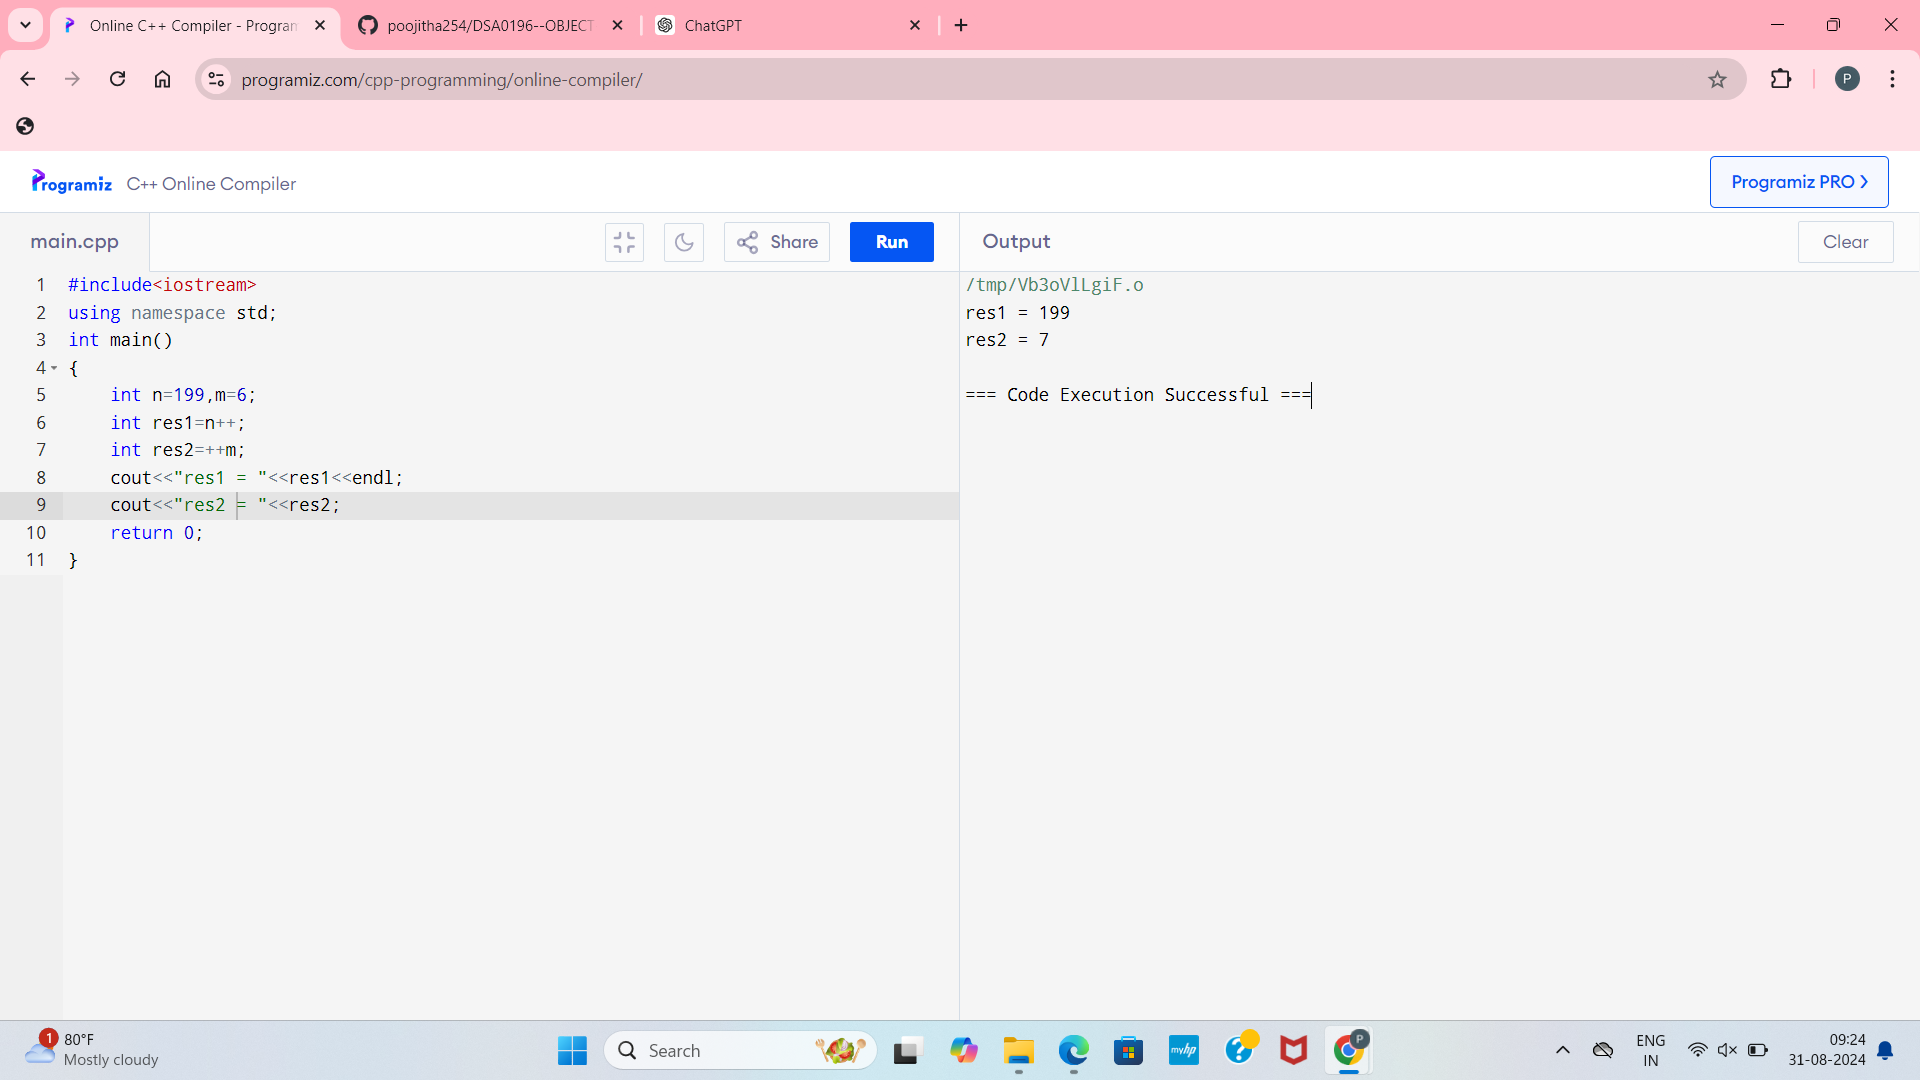 Online C++ Compiler - Program
poojitha254/DSA0196--OBJECT
ChatGPT
programiz.com/cpp-programming/online-compiler/
P
Programiz C++ Online Compiler
Programiz PRO
main.cpp
Share
Run
Output
Clear
1 #include<iostream>
2 using namespace std;
3 int main()
4 {
5 int n=199,m=6;
6 int res1=n++;
7 int res2=++m;
8 cout<<"res1 = "<<res1<<endl;
9 cout<<"res2 = "<<res2;
10 return 0;
11 }
/tmp/Vb3oVlLgiF.o
res1 = 199
res2 = 7
=== Code Execution Successful ===
1
80°F
Mostly cloudy
Search
myhp
P
ENG
IN
09:24
31-08-2024